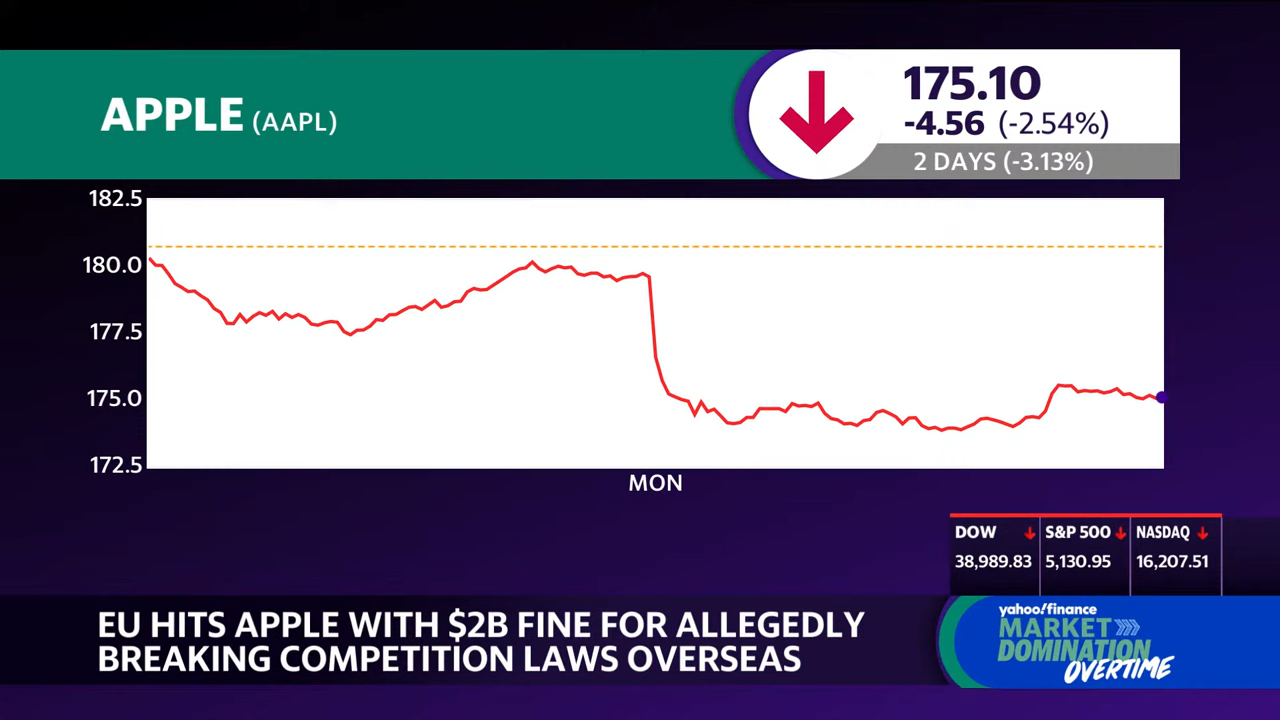 APPLE (AAPL)
175.10
-4.56 (-2.54%)
2 DAYS (-3.13%)
182.5
180.0
177.5
175.0
172.5
MON
DOW S&P 500 NASDAQ
38,989.83 5,130.95 16,207.51
EU HITS APPLE WITH $2B FINE FOR ALLEGEDLY
BREAKING COMPETITION LAWS OVERSEAS
yahoo!finance
MARKET
DOMINATION
OVERTIME